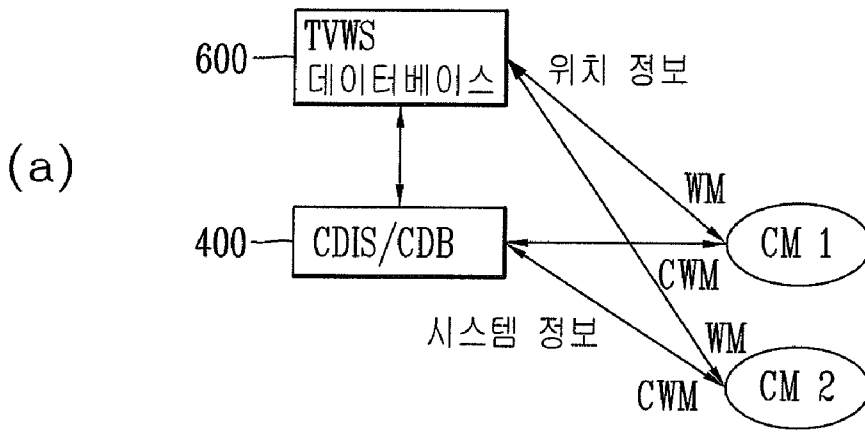 TVWS
600
데이터베이스
위치 정보
(a)
WM
400
CDIS/CDB
CM 1
CWM
시스템 정보
WM
CWM
CM 2